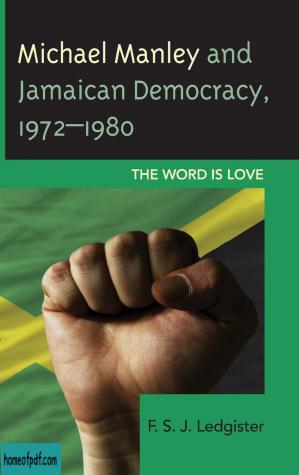 Michael Manley and
Jamaican Democracy,
1972–1980
THE WORD IS LOVE
F. S. J. Ledgister
homeofpdf.com